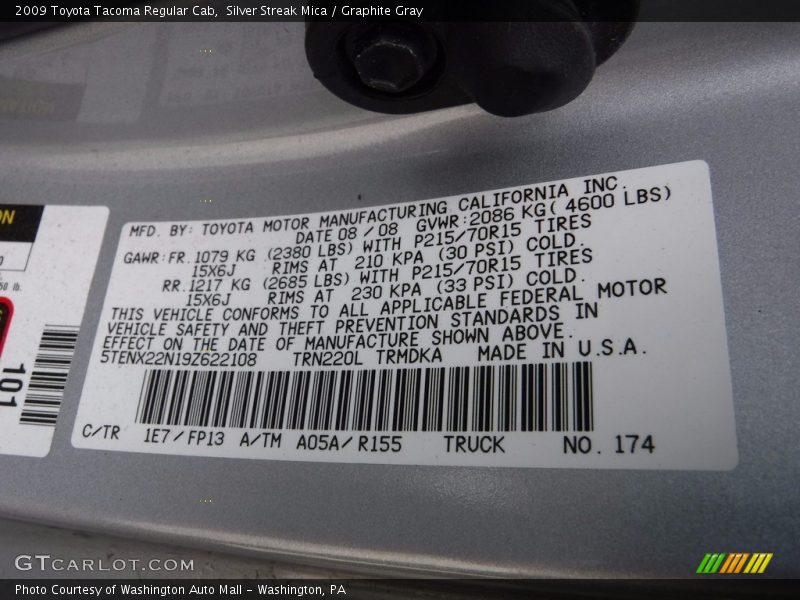 2009 Toyota Tacoma Regular Cab,  Silver Streak Mica / Graphite Gray
MFD. BY: TOYOTA MOTOR MANUFACTURING CALIFORNIA INC.
DATE 08 / 08  GVWR:2086 KG( 4600 LBS)
GAWR:FR.1079 KG (2380 LBS) WITH P215/70R15 TIRES
15X6J  RIMS AT 210 KPA (30 PSI) COLD.
RR.1217 KG (2685 LBS) WITH P215/70R15 TIRES
15X6J  RIMS AT 230 KPA (33 PSI) COLD.
THIS VEHICLE CONFORMS TO ALL APPLICABLE FEDERAL MOTOR
VEHICLE SAFETY AND THEFT PREVENTION STANDARDS IN
EFFECT ON THE DATE OF MANUFACTURE SHOWN ABOVE.
5TENX22N19Z622108  TRN220L TRMDKA  MADE IN U.S.A.
C/TR  1E7/FP13  A/TM  A05A/R155  TRUCK  NO. 174
101
GTCARLOT.COM
Photo Courtesy of Washington Auto Mall - Washington, PA